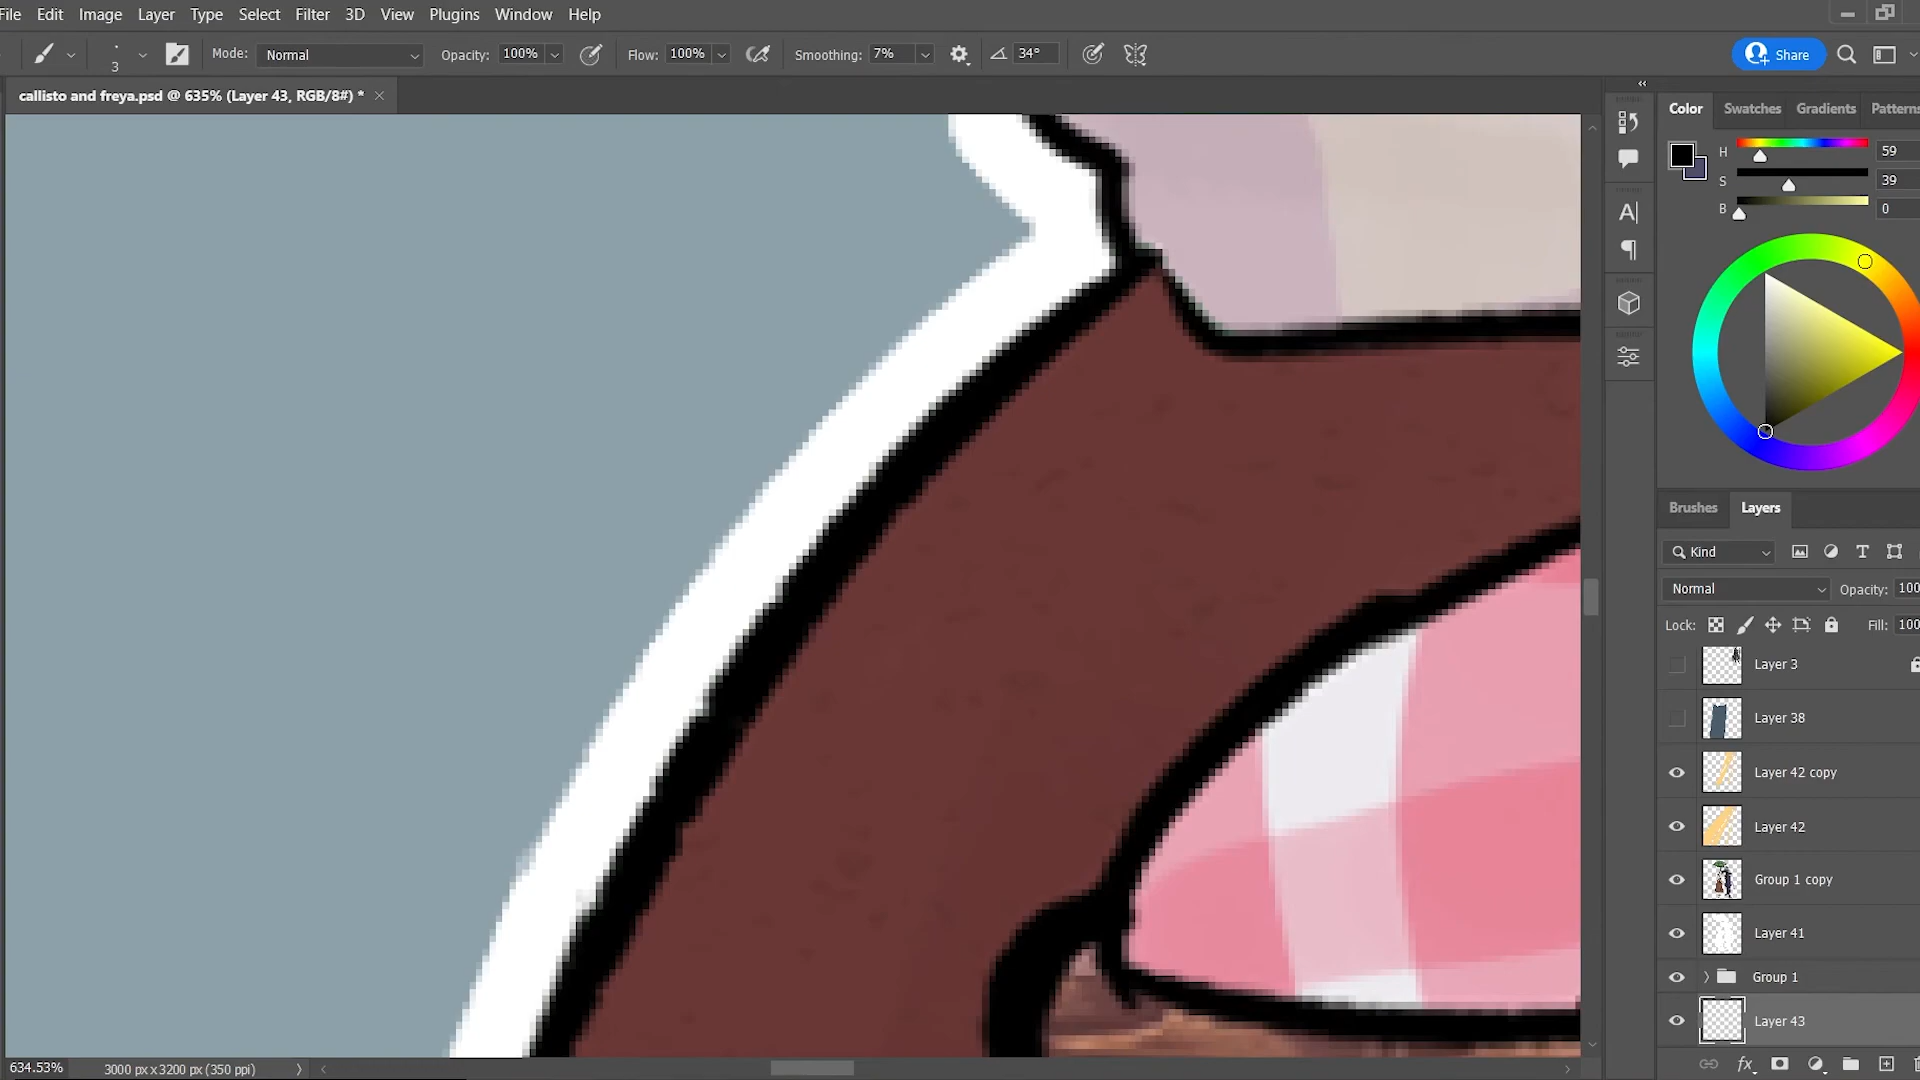 File Edit Image Layer Type Select Filter 3D View Plugins Window Help
3 Mode: Normal Opacity: 100% Flow: 100% Smoothing: 7% 34° Share
callisto and freya.psd @ 635% (Layer 43, RGB/8#) *
Color Swatches Gradients Patterns
H 59
S 39
B 0
Brushes Layers
Kind
Normal Opacity: 100
Lock: Fill: 100
Layer 3
Layer 38
Layer 42 copy
Layer 42
Group 1 copy
Layer 41
Group 1
Layer 43
634.53% 3000 px x 3200 px (350 ppi)